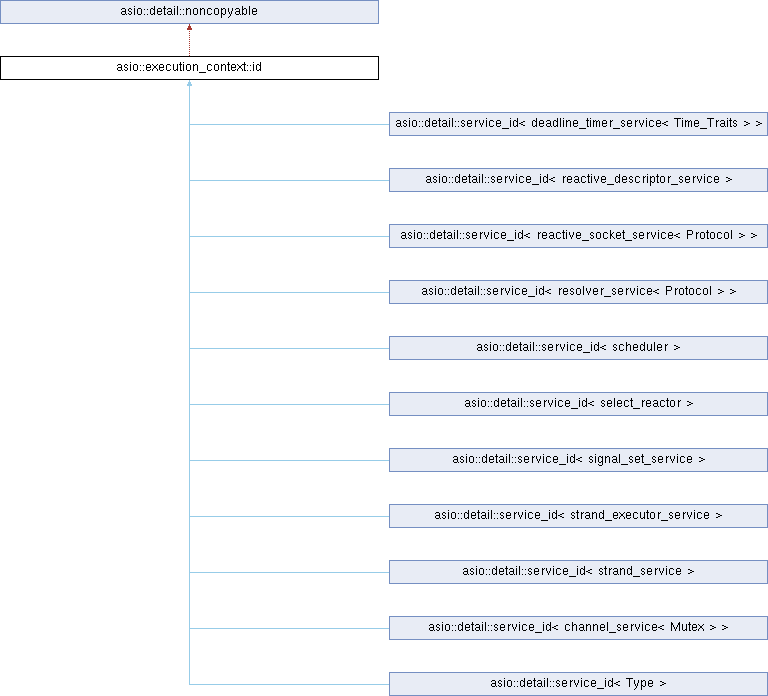 asio::detail::noncopyable
asio::execution_context::id
asio::detail::service_id< deadline_timer_service< Time_Traits > >
asio::detail::service_id< reactive_descriptor_service >
asio::detail::service_id< reactive_socket_service< Protocol > >
asio::detail::service_id< resolver_service< Protocol > >
asio::detail::service_id< scheduler >
asio::detail::service_id< select_reactor >
asio::detail::service_id< signal_set_service >
asio::detail::service_id< strand_executor_service >
asio::detail::service_id< strand_service >
asio::detail::service_id< channel_service< Mutex > >
asio::detail::service_id< Type >